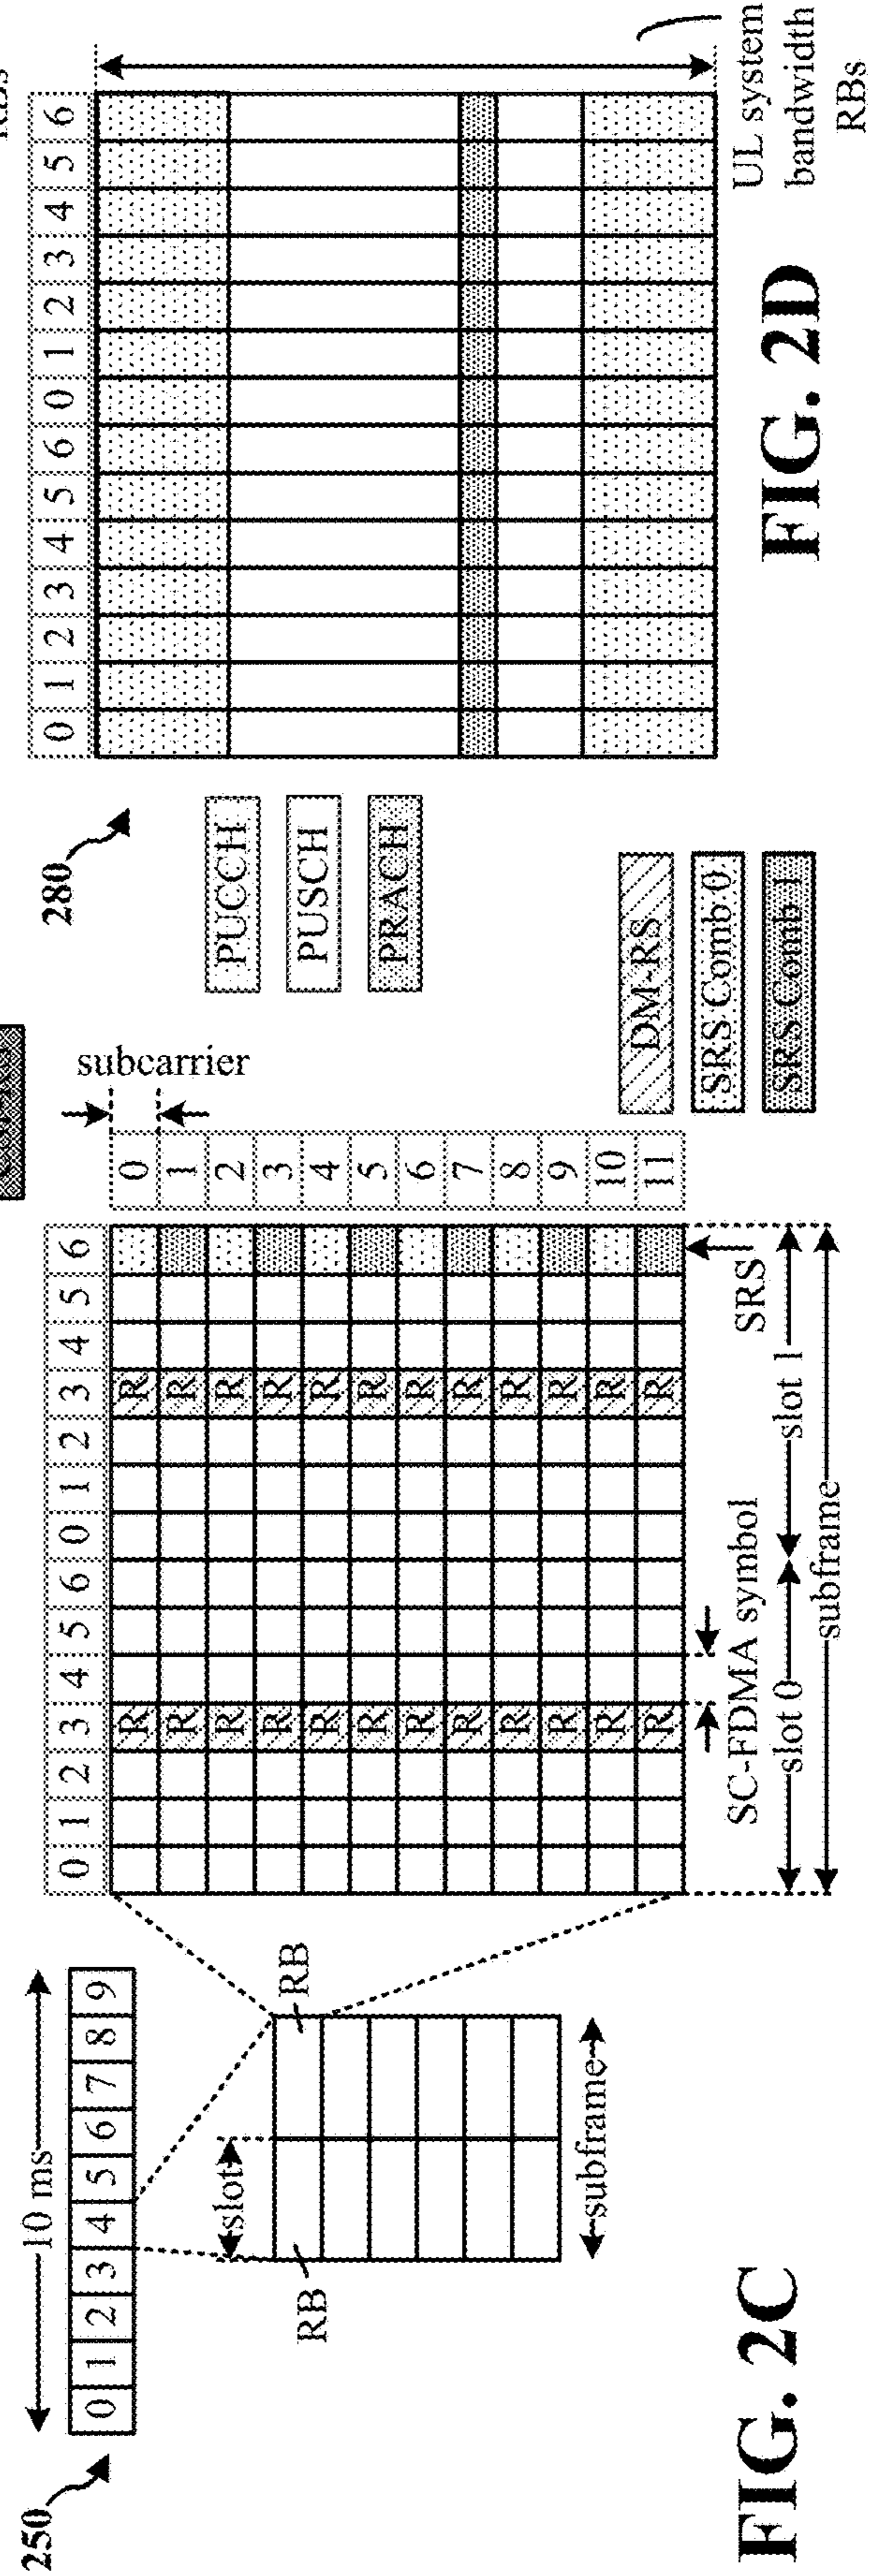 250
10 ms
0 1 2 3 4 5 6 7 8 9
RB
slot
RB
subframe
FIG. 2C
0 1 2 3 4 5 6 0 1 2 3 4 5 6
R R
R R
R R
R R
R R
R R
R R
R R
R R
R R
R R
R R
subcarrier
0
1
2
3
4
5
6
7
8
9
10
11
SC-FDMA symbol
SRS
slot 0
slot 1
subframe
DM-RS
SRS Comb 0
SRS Comb 1
280
PUCCH
PUSCH
PRACH
0 1 2 3 4 5 6 0 1 2 3 4 5 6
UL system
bandwidth
RBs
FIG. 2D